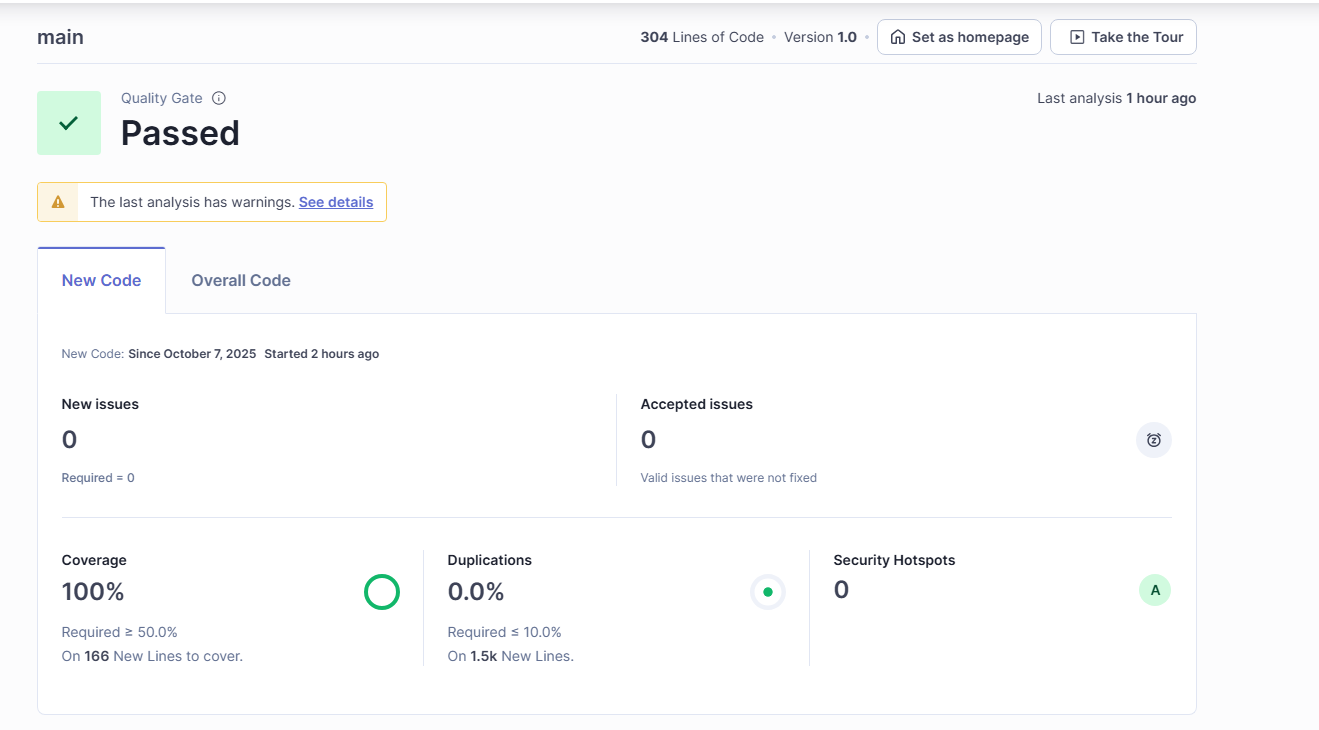 main
304 Lines of Code • Version 1.0 • Set as homepage Take the Tour
Quality Gate
Last analysis 1 hour ago
Passed
The last analysis has warnings. See details
New Code Overall Code
New Code: Since October 7, 2025 Started 2 hours ago
New issues
0
Required = 0
Accepted issues
0
Valid issues that were not fixed
Coverage
100%
Required ≥ 50.0%
On 166 New Lines to cover.
Duplications
0.0%
Required ≤ 10.0%
On 1.5k New Lines.
Security Hotspots
0
A